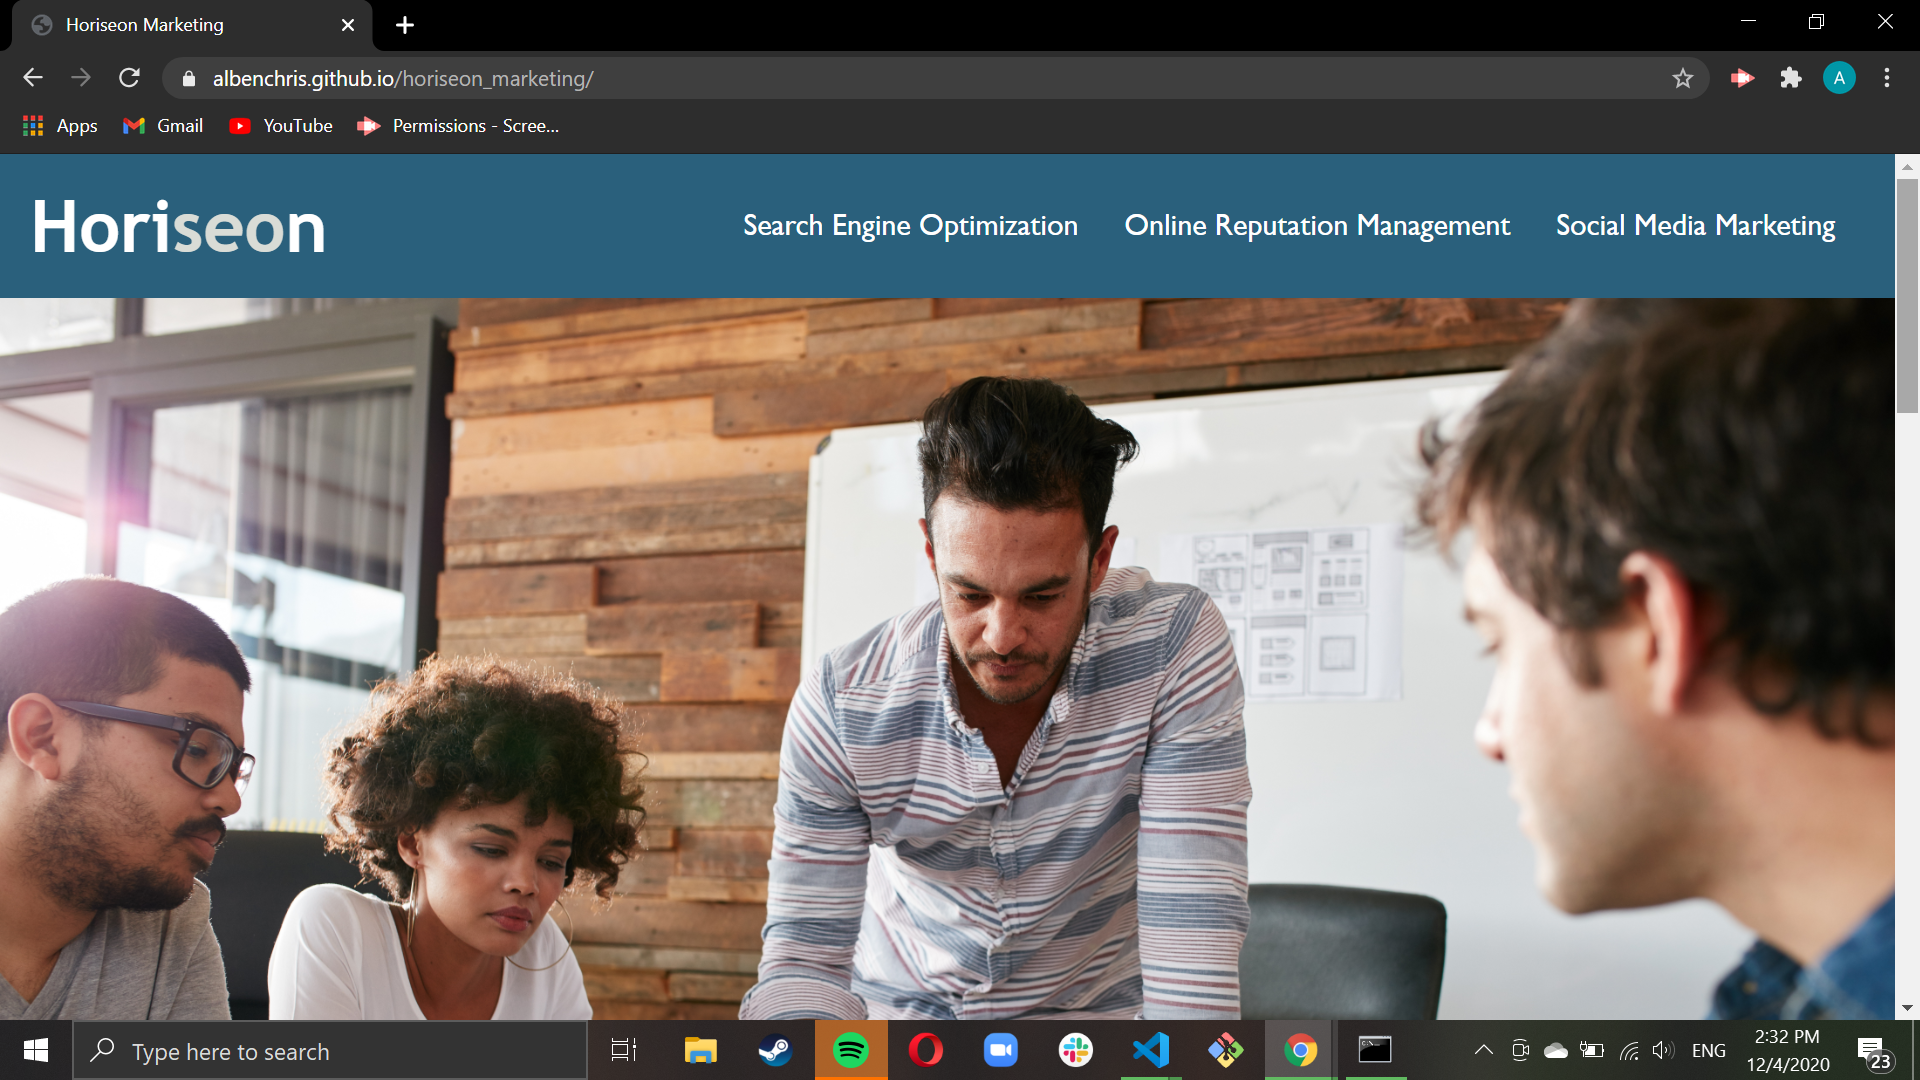 Horiseon Marketing
albenchris.github.io/horiseon_marketing/
A
Apps Gmail YouTube Permissions - Scree...
Horiseon Search Engine Optimization Online Reputation Management Social Media Marketing
Type here to search
ENG
2:32 PM
12/4/2020
23